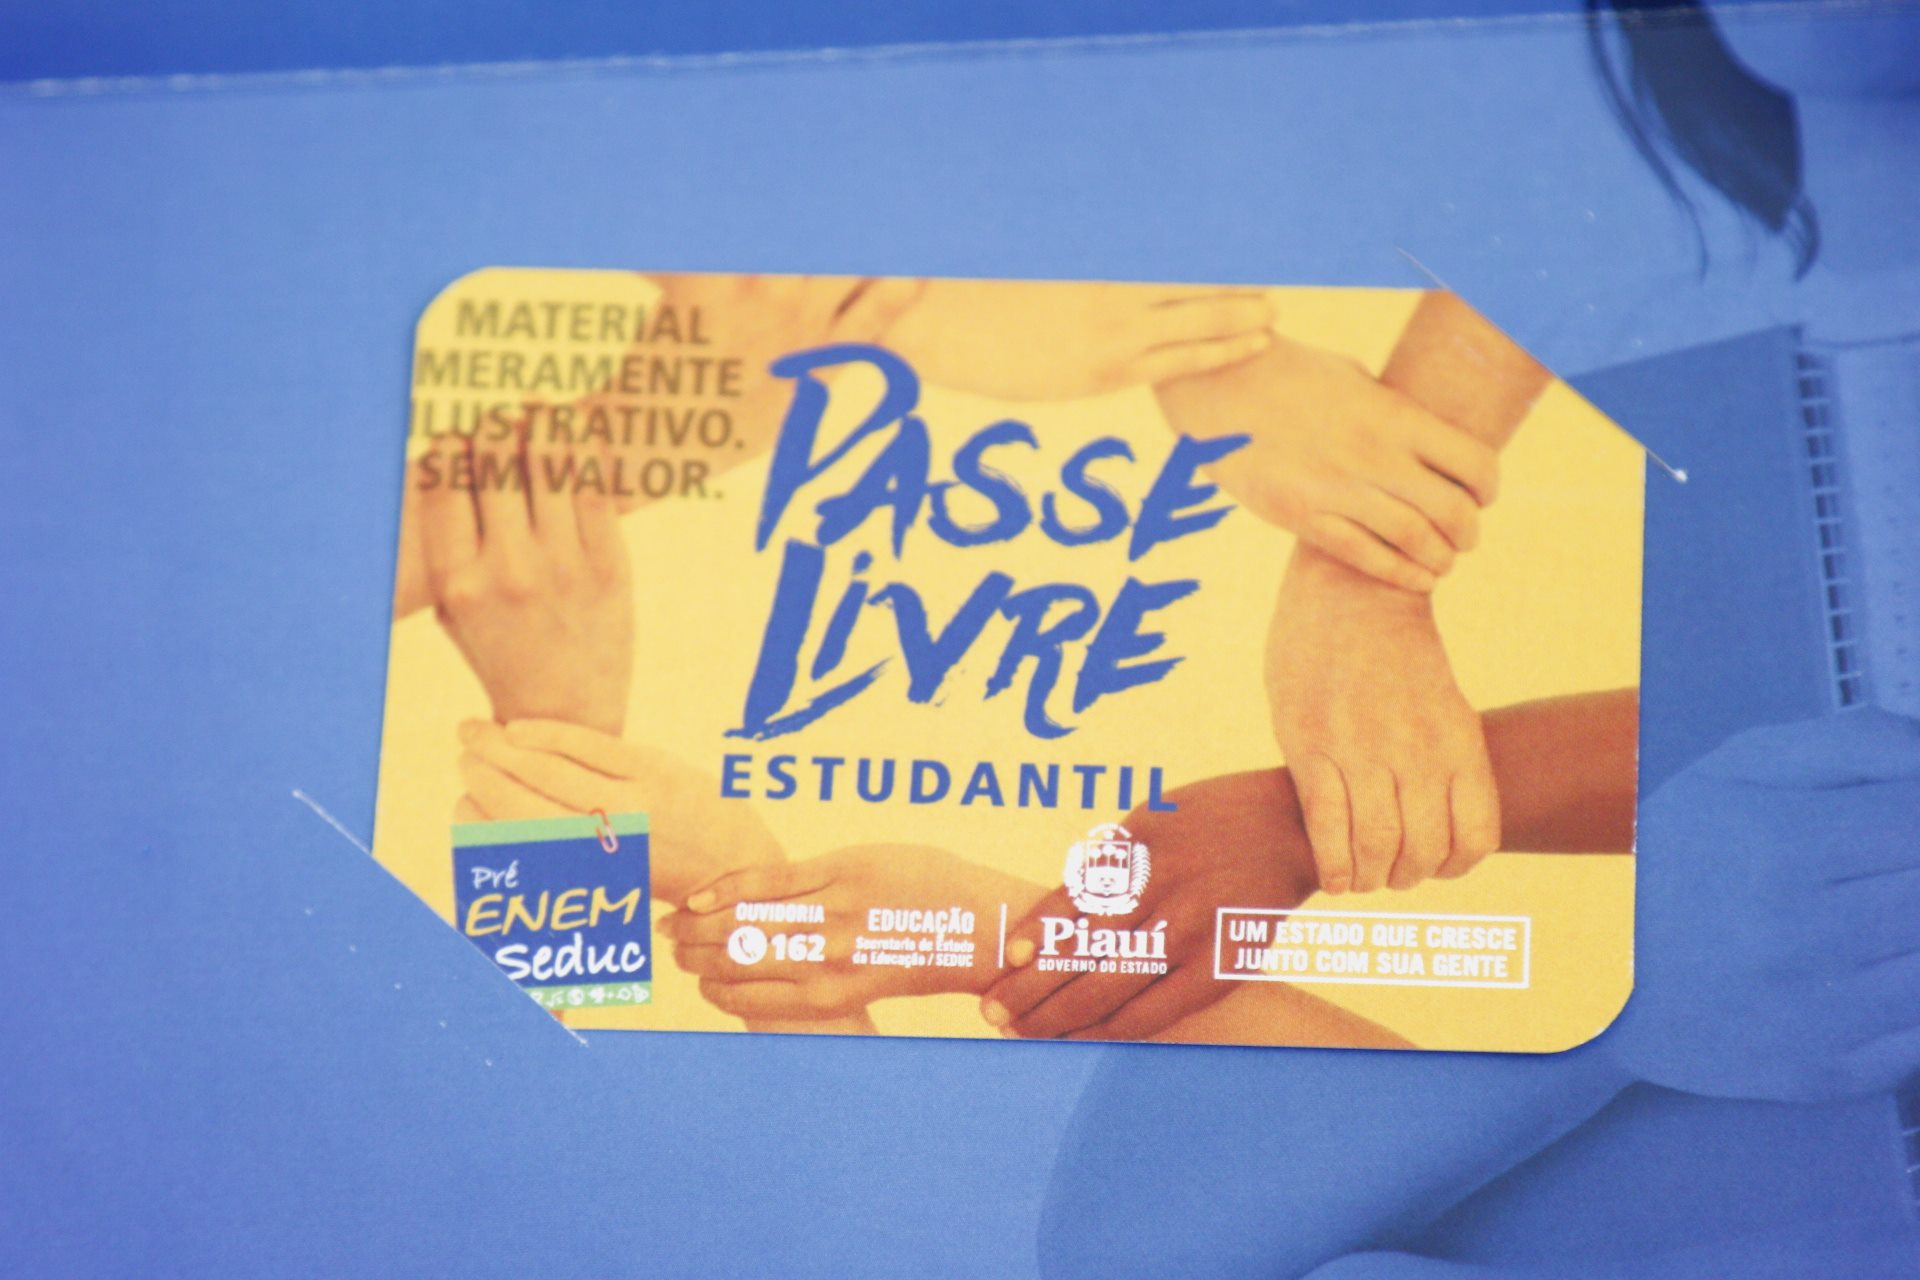 MATERIAL
MERAMENTE
ILUSTRATIVO.
SEM VALOR.
PASSE
LIVRE
ESTUDANTIL
Pré
ENEM
seduc
OUVIDORIA
162
EDUCAÇÃO
Secretaria de Estado
da Educação / SEDUC
Piauí
GOVERNO DO ESTADO
UM ESTADO QUE CRESCE
JUNTO COM SUA GENTE